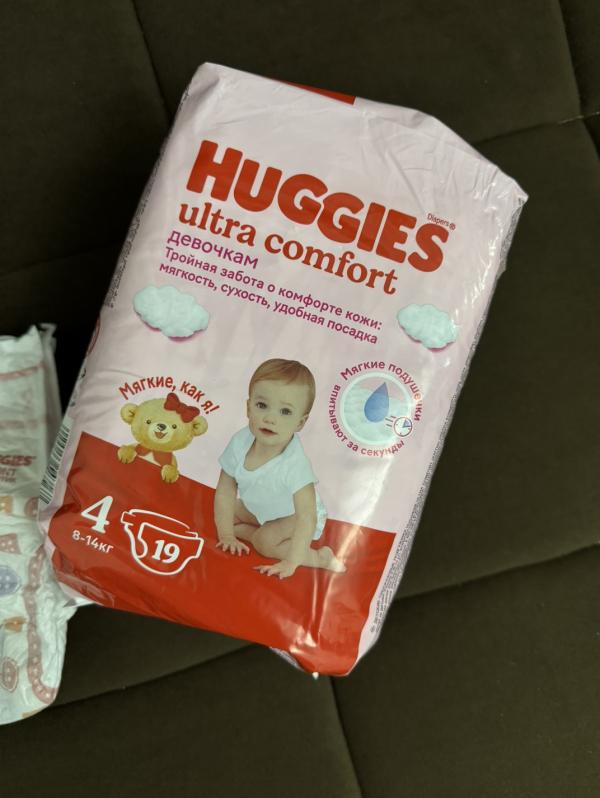 HUGGIES
Diapers®
ultra comfort
девочкам
Тройная забота о комфорте кожи:
мягкость, сухость, удобная посадка
Мягкие, как я!
Мягкие подушечки
впитывают за секунды
4
8-14кг
19